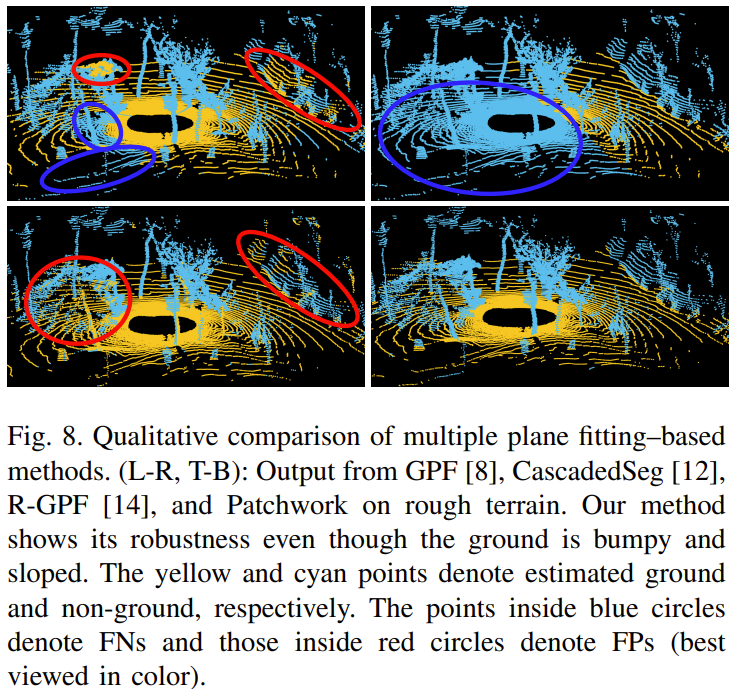 Fig. 8. Qualitative comparison of multiple plane fitting–based
methods. (L-R, T-B): Output from GPF [8], CascadedSeg [12],
R-GPF [14], and Patchwork on rough terrain. Our method
shows its robustness even though the ground is bumpy and
sloped. The yellow and cyan points denote estimated ground
and non-ground, respectively. The points inside blue circles
denote FNs and those inside red circles denote FPs (best
viewed in color).